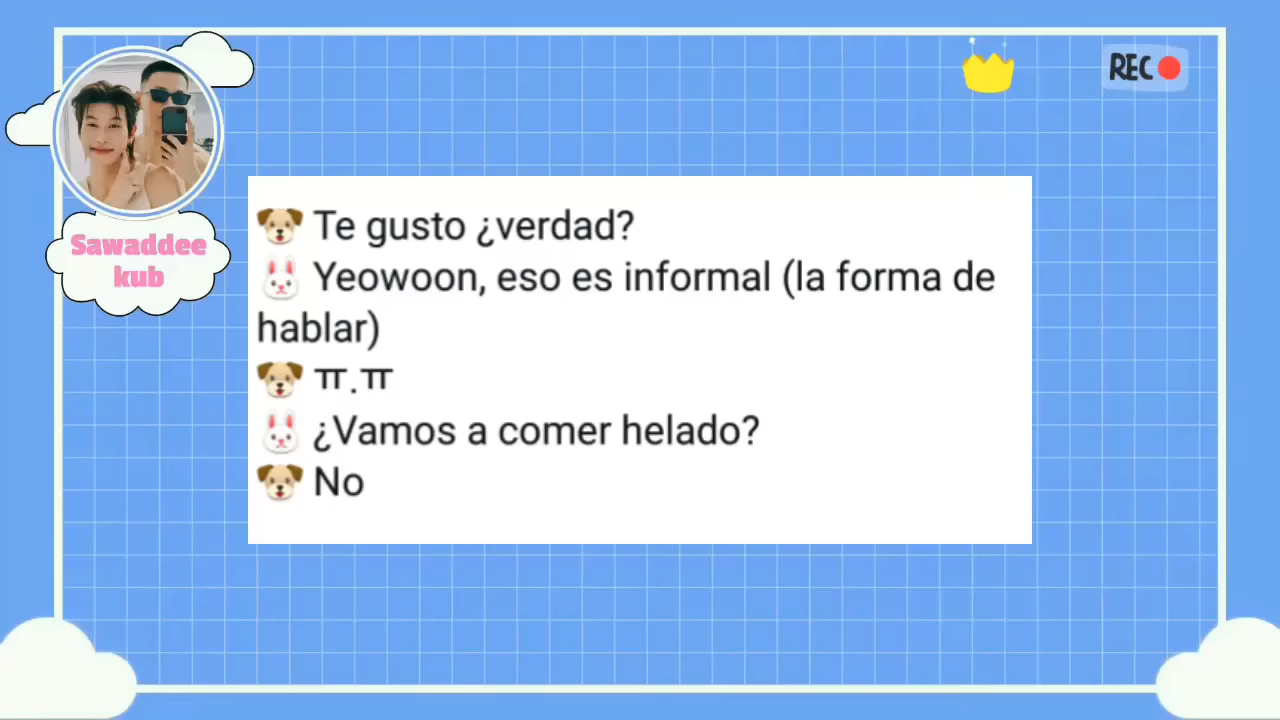 REC
Sawaddee
kub
🐶 Te gusto ¿verdad?
🐰 Yeowoon, eso es informal (la forma de
hablar)
🐶 ㅠ.ㅠ
🐰 ¿Vamos a comer helado?
🐶 No